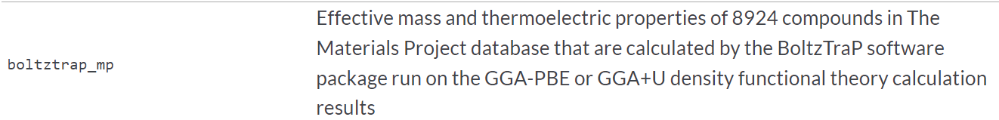 boltztrap_mp
Effective mass and thermoelectric properties of 8924 compounds in The
Materials Project database that are calculated by the BoltzTraP software
package run on the GGA-PBE or GGA+U density functional theory calculation
results